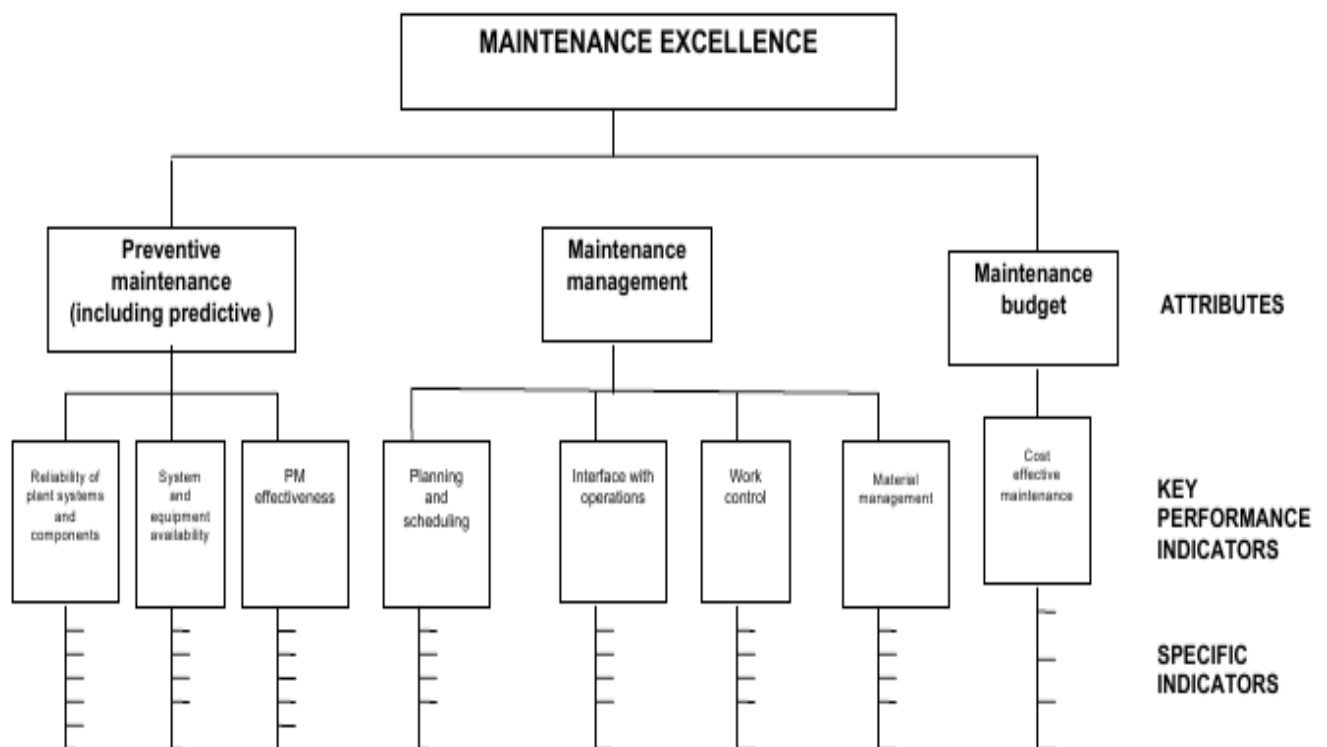 MAINTENANCE EXCELLENCE
Preventive
maintenance
(including predictive )
Maintenance
management
Maintenance
budget
ATTRIBUTES
Reliability of
plant systems
and
components
System
and
equipment
availability
PM
effectiveness
Planning
and
scheduling
Interface with
operations
Work
control
Material
management
Cost
effective
maintenance
KEY
PERFORMANCE
INDICATORS
SPECIFIC
INDICATORS